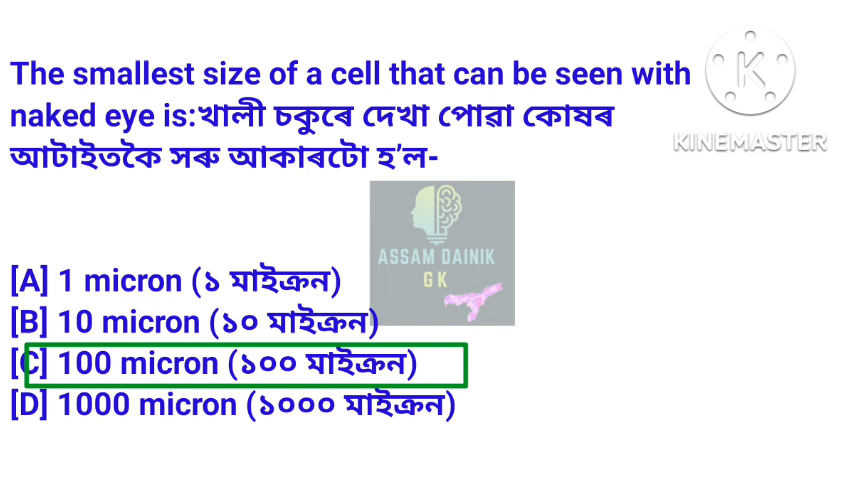 The smallest size of a cell that can be seen with
naked eye is:খালী চকুৰে দেখা পোৱা কোষৰ
আটাইতকৈ সৰু আকাৰটো হ’ল-
K
KINEMASTER
ASSAM DAINIK
GK
[A] 1 micron (১ মাইক্ৰন)
[B] 10 micron (১০ মাইক্ৰন)
[C] 100 micron (১০০ মাইক্ৰন)
[D] 1000 micron (১০০০ মাইক্ৰন)